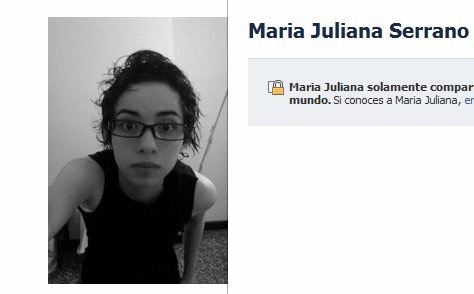 Maria Juliana Serrano
Maria Juliana solamente compar
mundo. Si conoces a Maria Juliana, en